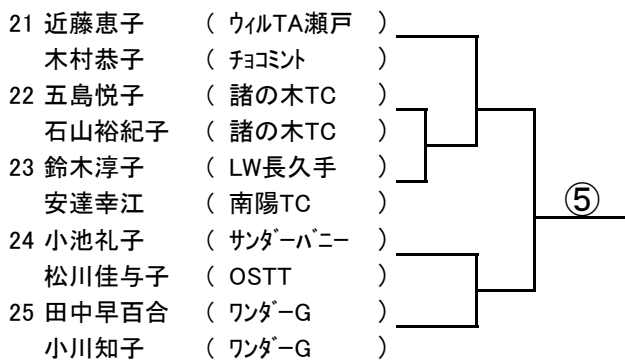 21 近藤恵子 ( ウィルTA瀬戸 )
木村恭子 ( チョコミント )
22 五島悦子 ( 諸の木TC )
石山裕紀子 ( 諸の木TC )
23 鈴木淳子 ( LW長久手 )
安達幸江 ( 南陽TC )
⑤
24 小池礼子 ( サンダーバニー )
松川佳与子 ( OSTT )
25 田中早百合 ( ワンダーG )
小川知子 ( ワンダーG )